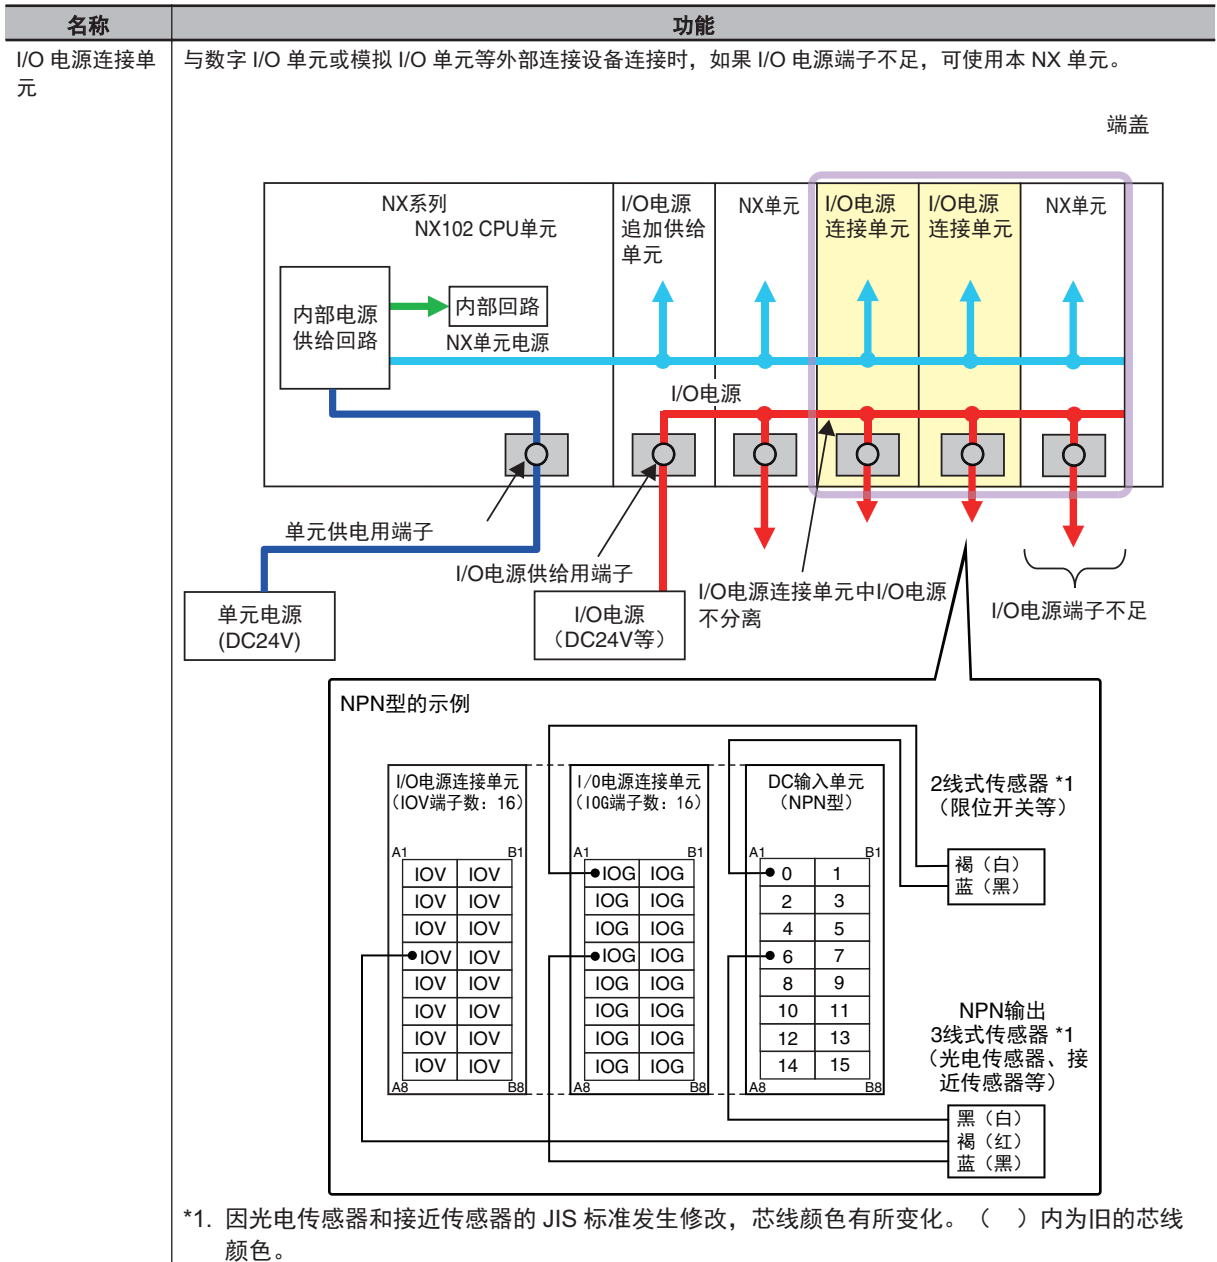 名称
功能
I/O 电源连接单
元
与数字 I/O 单元或模拟 I/O 单元等外部连接设备连接时，如果 I/O 电源端子不足，可使用本 NX 单元。
端盖
NX系列
NX102 CPU单元
I/O电源
追加供给
单元
NX单元
I/O电源
连接单元
I/O电源
连接单元
NX单元
内部电源
供给回路
内部回路
NX单元电源
I/O电源
单元供电用端子
I/O电源供给用端子
I/O电源连接单元中I/O电源
不分离
I/O电源端子不足
单元电源
(DC24V)
I/O电源
（DC24V等）
NPN型的示例
I/O电源连接单元
（IOV端子数：16）
A1 B1
IOV IOV
IOV IOV
IOV IOV
IOV IOV
IOV IOV
IOV IOV
IOV IOV
IOV IOV
A8 B8
I/O电源连接单元
（IOG端子数：16）
A1 B1
IOG IOG
IOG IOG
IOG IOG
IOG IOG
IOG IOG
IOG IOG
IOG IOG
IOG IOG
A8 B8
DC输入单元
（NPN型）
A1 B1
0 1
2 3
4 5
6 7
8 9
10 11
12 13
14 15
A8 B8
2线式传感器 *1
（限位开关等）
褐（白）
蓝（黑）
NPN输出
3线式传感器 *1
（光电传感器、接
近传感器等）
黑（白）
褐（红）
蓝（黑）
*1. 因光电传感器和接近传感器的 JIS 标准发生修改，芯线颜色有所变化。（　）内为旧的芯线
颜色。